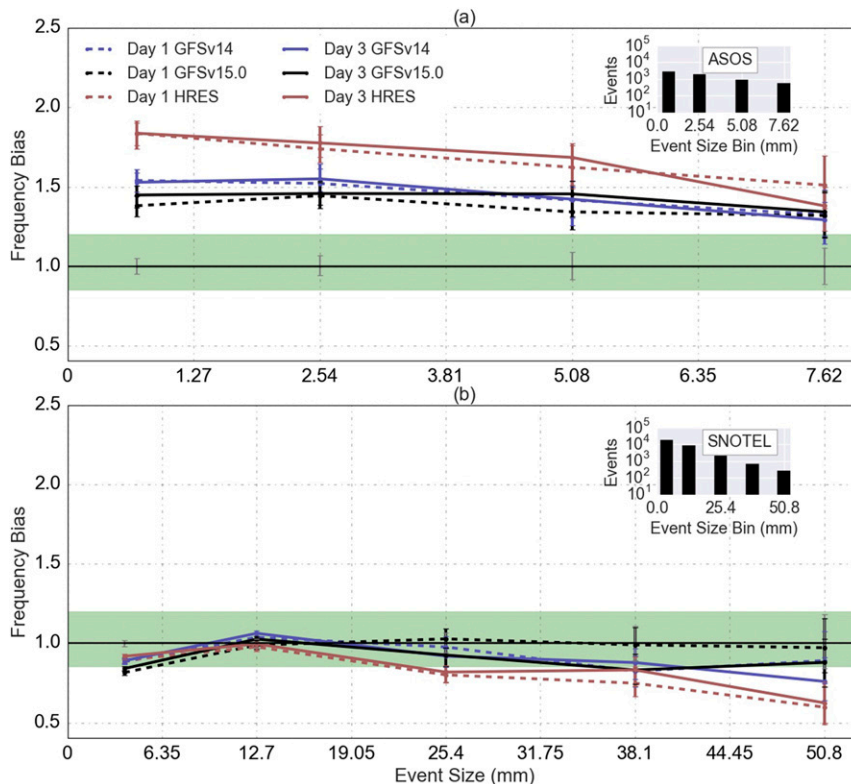 (a)
2.5
2.0
1.5
1.0
0.5
Frequency Bias
Day 1 GFSv14
Day 3 GFSv14
Day 1 GFSv15.0
Day 3 GFSv15.0
Day 1 HRES
Day 3 HRES
ASOS
Events
10^5
10^4
10^3
10^2
10^1
0.0 2.54 5.08 7.62
Event Size Bin (mm)
0 1.27 2.54 3.81 5.08 6.35 7.62
(b)
2.5
2.0
1.5
1.0
0.5
Frequency Bias
SNOTEL
Events
10^5
10^4
10^3
10^2
10^1
0.0 25.4 50.8
Event Size Bin (mm)
0 6.35 12.7 19.05 25.4 31.75 38.1 44.45 50.8
Event Size (mm)